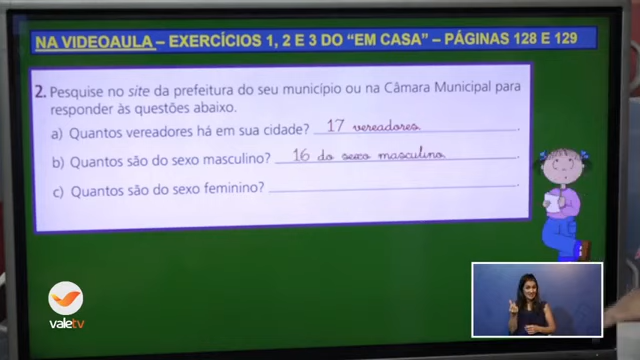 NA VIDEOAULA – EXERCÍCIOS 1, 2 E 3 DO “EM CASA” – PÁGINAS 128 E 129
2. Pesquise no site da prefeitura do seu município ou na Câmara Municipal para
responder às questões abaixo.
a) Quantos vereadores há em sua cidade? 17 vereadores.
b) Quantos são do sexo masculino? 16 do sexo masculino.
c) Quantos são do sexo feminino? .
valetv